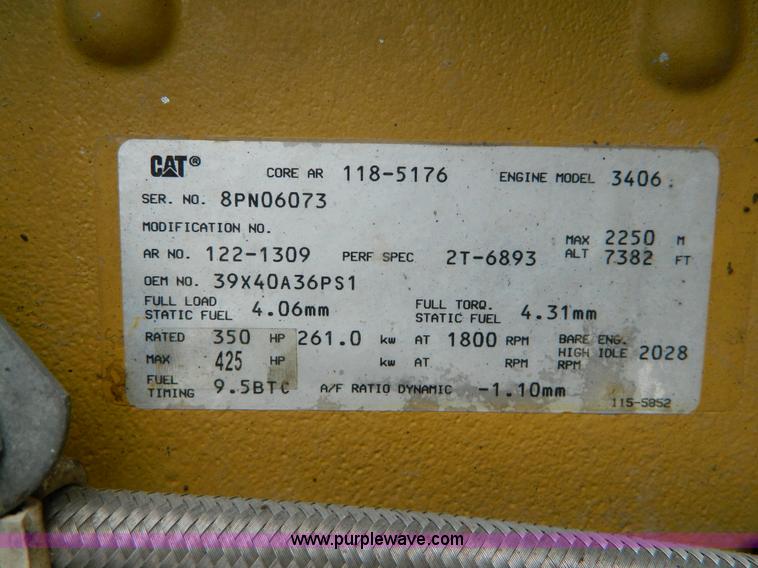 CAT® CORE AR 118-5176 ENGINE MODEL 3406
SER. NO. 8PN06073
MODIFICATION NO.
AR NO. 122-1309 PERF SPEC 2T-6893 MAX ALT 2250 M 7382 FT
OEM NO. 39X40A36PS1
FULL LOAD STATIC FUEL 4.06mm FULL TORQ. STATIC FUEL 4.31mm
RATED 350 HP 261.0 kw AT 1800 RPM BARE ENG. HIGH IDLE RPM 2028
MAX 425 HP kw AT RPM
FUEL TIMING 9.5BTC A/F RATIO DYNAMIC -1.10mm
115-5852
www.purplewave.com